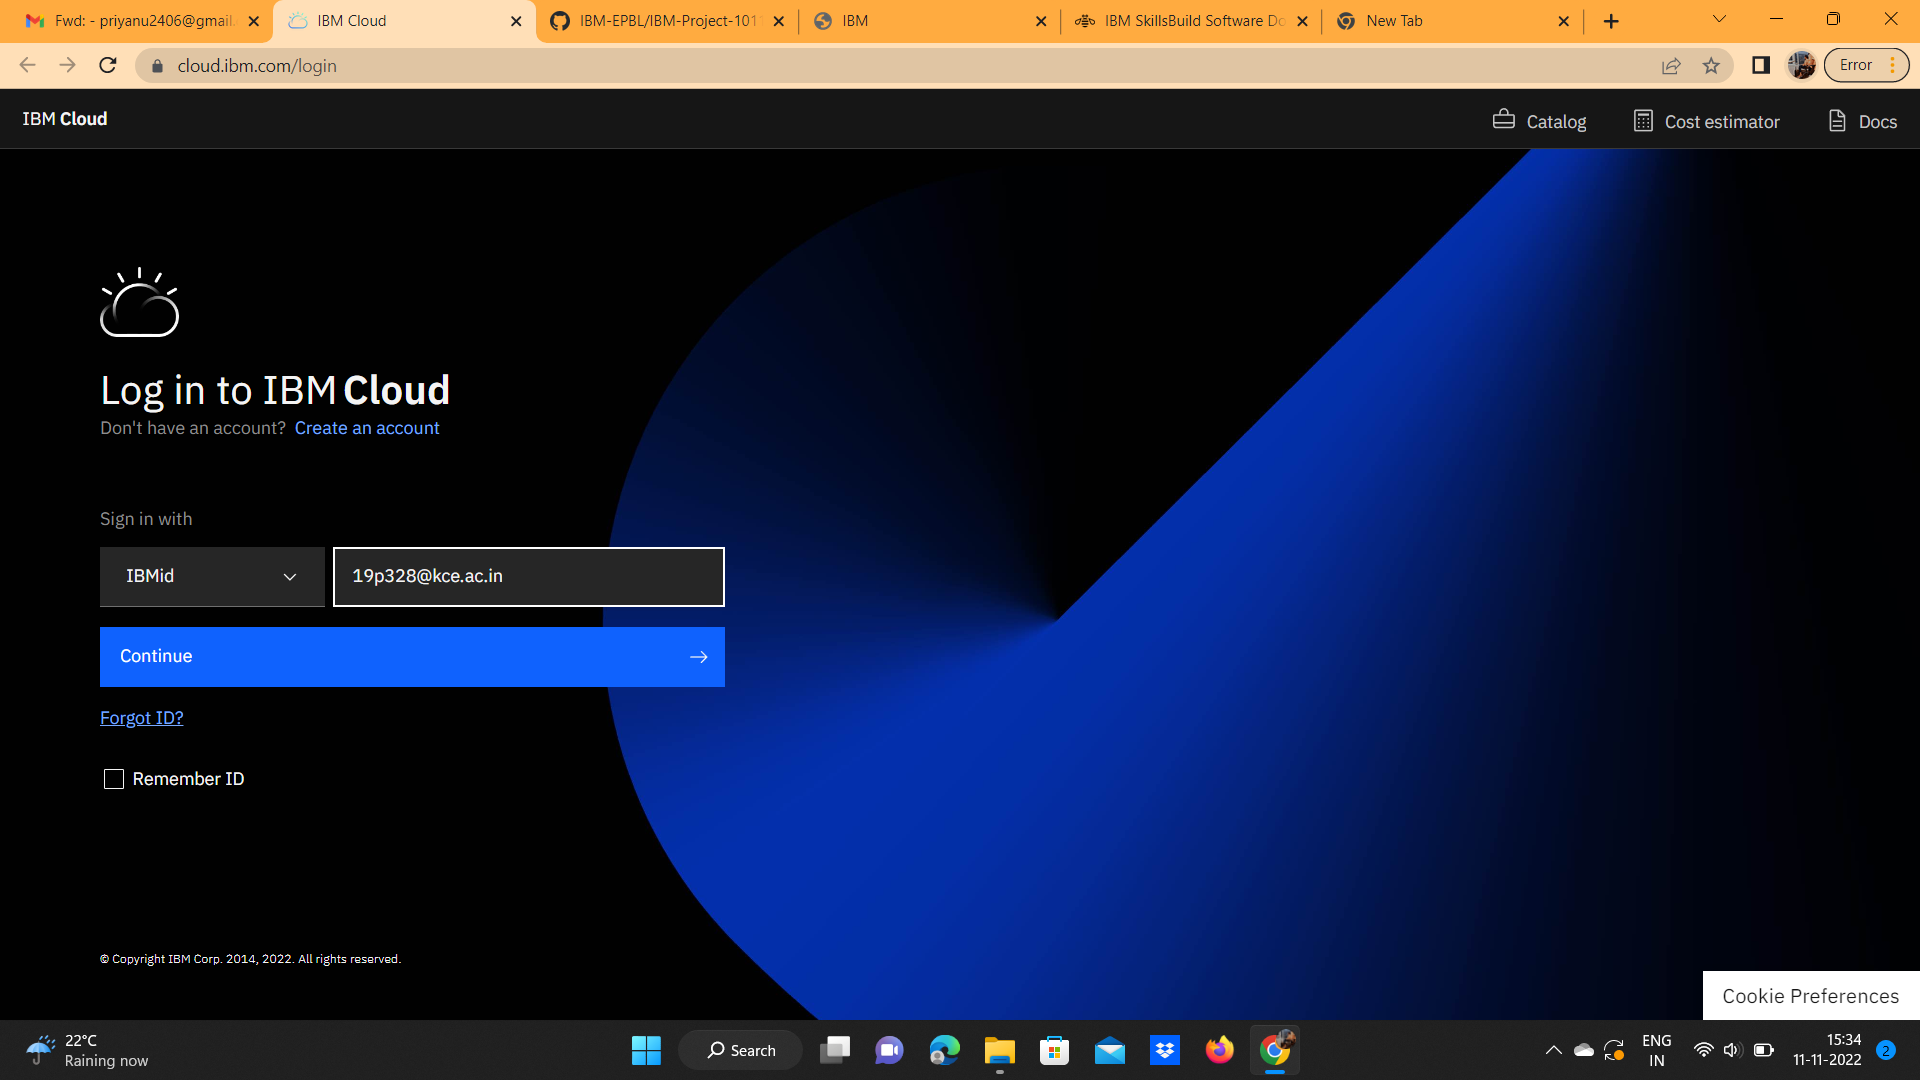 Fwd: - priyanu2406@gmail.
IBM Cloud
IBM-EPBL/IBM-Project-101
IBM
IBM SkillsBuild Software Do
New Tab
cloud.ibm.com/login
Error
IBM Cloud
Catalog
Cost estimator
Docs
Log in to IBM Cloud
Don't have an account? Create an account
Sign in with
IBMid
19p328@kce.ac.in
Continue
Forgot ID?
Remember ID
© Copyright IBM Corp. 2014, 2022. All rights reserved.
Cookie Preferences
22°C
Raining now
Search
ENG
IN
15:34
11-11-2022
2